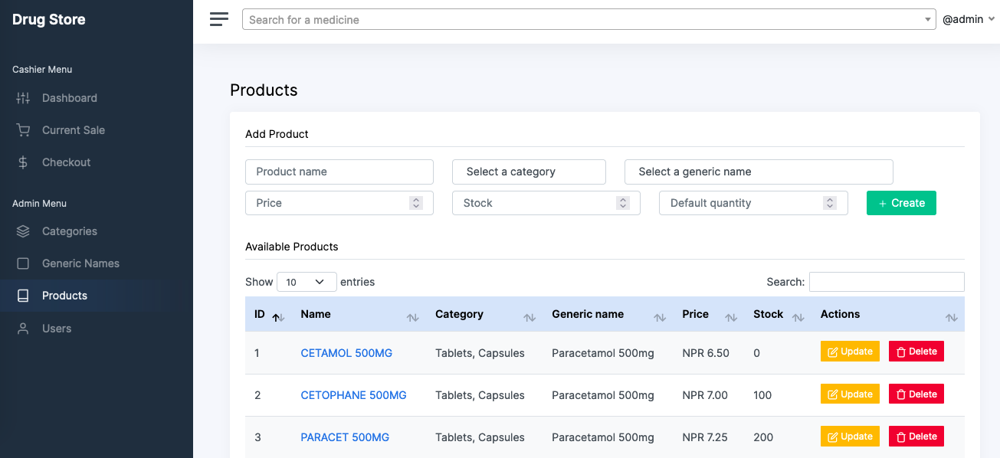 Drug Store
Search for a medicine
@admin
Cashier Menu
Dashboard
Current Sale
Checkout
Admin Menu
Categories
Generic Names
Products
Users
Products
Add Product
Product name Select a category Select a generic name
Price Stock Default quantity + Create
Available Products
Show 10 entries Search:
ID Name Category Generic name Price Stock Actions
1 CETAMOL 500MG Tablets, Capsules Paracetamol 500mg NPR 6.50 0 Update Delete
2 CETOPHANE 500MG Tablets, Capsules Paracetamol 500mg NPR 7.00 100 Update Delete
3 PARACET 500MG Tablets, Capsules Paracetamol 500mg NPR 7.25 200 Update Delete